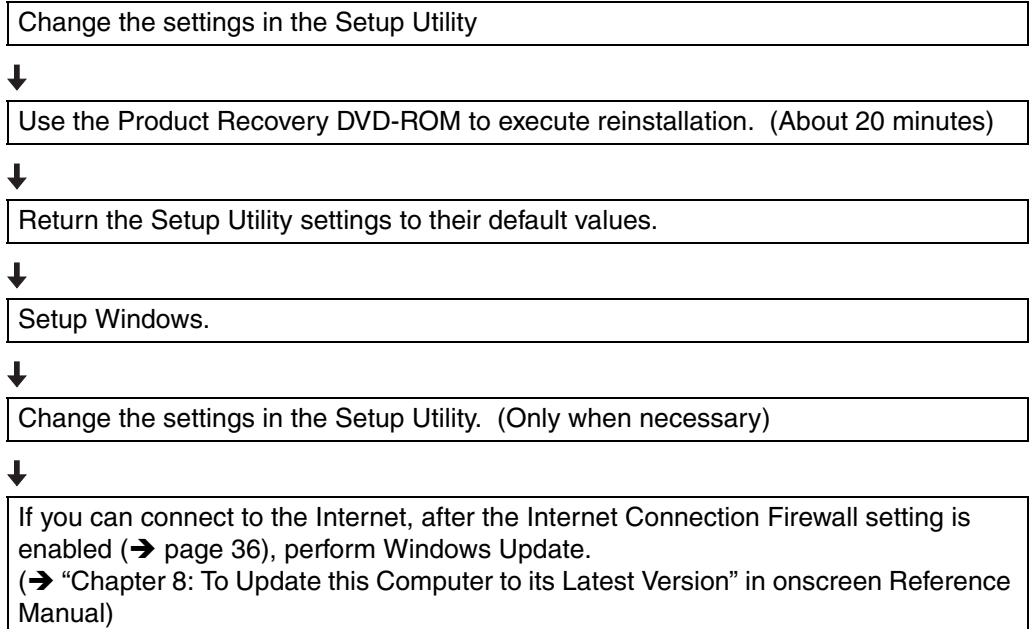 Change the settings in the Setup Utility
Use the Product Recovery DVD-ROM to execute reinstallation. (About 20 minutes)
Return the Setup Utility settings to their default values.
Setup Windows.
Change the settings in the Setup Utility. (Only when necessary)
If you can connect to the Internet, after the Internet Connection Firewall setting is
enabled (➔ page 36), perform Windows Update.
(➔ “Chapter 8: To Update this Computer to its Latest Version” in onscreen Reference
Manual)